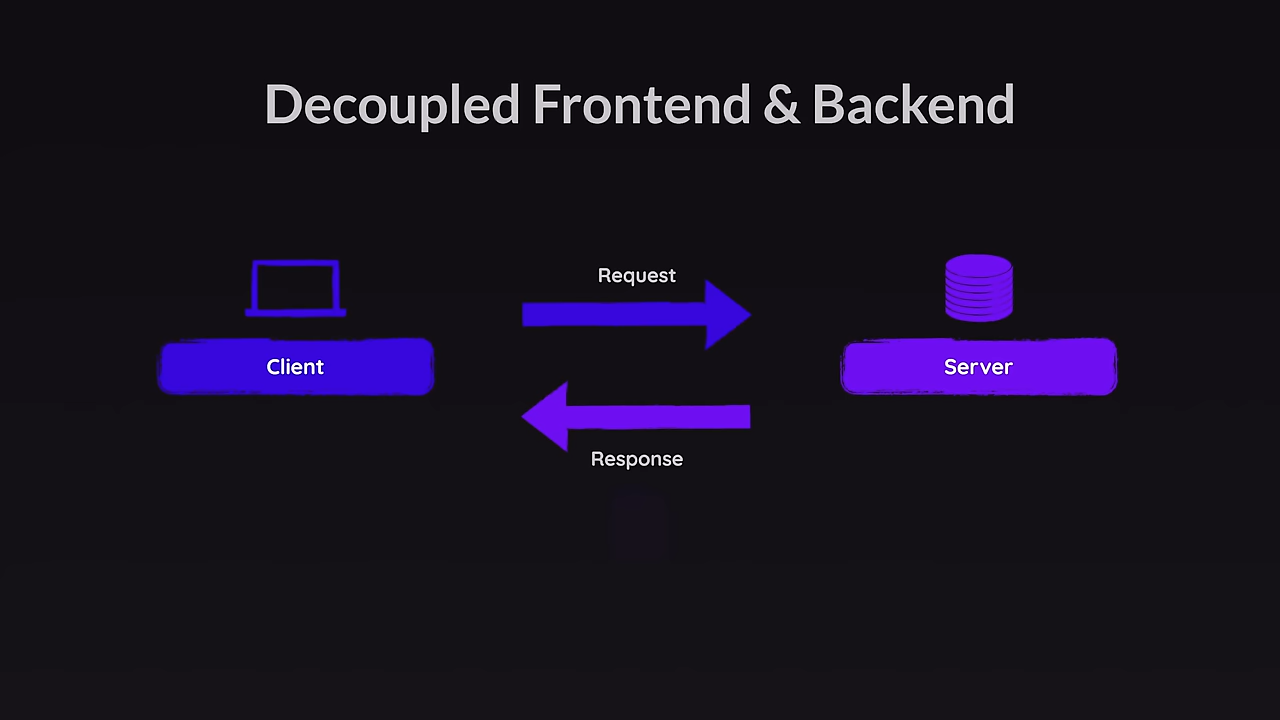 Decoupled Frontend & Backend
Request
Client
Server
Response